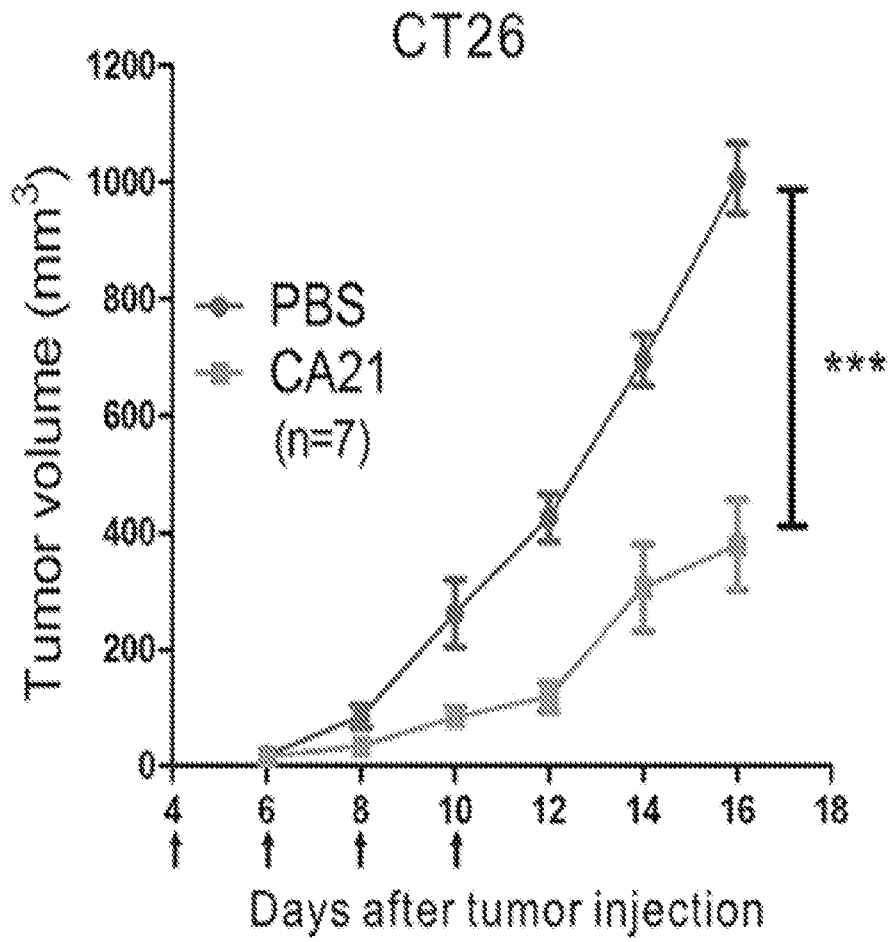 CT26
Tumor volume (mm³)
1200
1000
800
600
400
200
0
PBS
CA21
(n=7)
***
4 6 8 10 12 14 16 18
Days after tumor injection